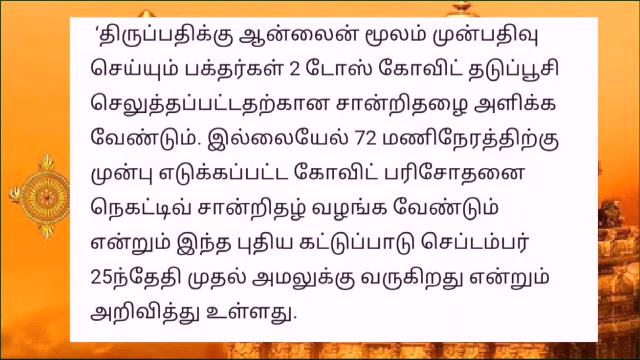 ‘திருப்பதிக்கு ஆன்லைன் மூலம் முன்பதிவு
செய்யும் பக்தர்கள் 2 டோஸ் கோவிட் தடுப்பூசி
செலுத்தப்பட்டதற்கான சான்றிதழை அளிக்க
வேண்டும். இல்லையேல் 72 மணிநேரத்திற்கு
முன்பு எடுக்கப்பட்ட கோவிட் பரிசோதனை
நெகட்டிவ் சான்றிதழ் வழங்க வேண்டும்
என்றும் இந்த புதிய கட்டுப்பாடு செப்டம்பர்
25ந்தேதி முதல் அமலுக்கு வருகிறது என்றும்
அறிவித்து உள்ளது.